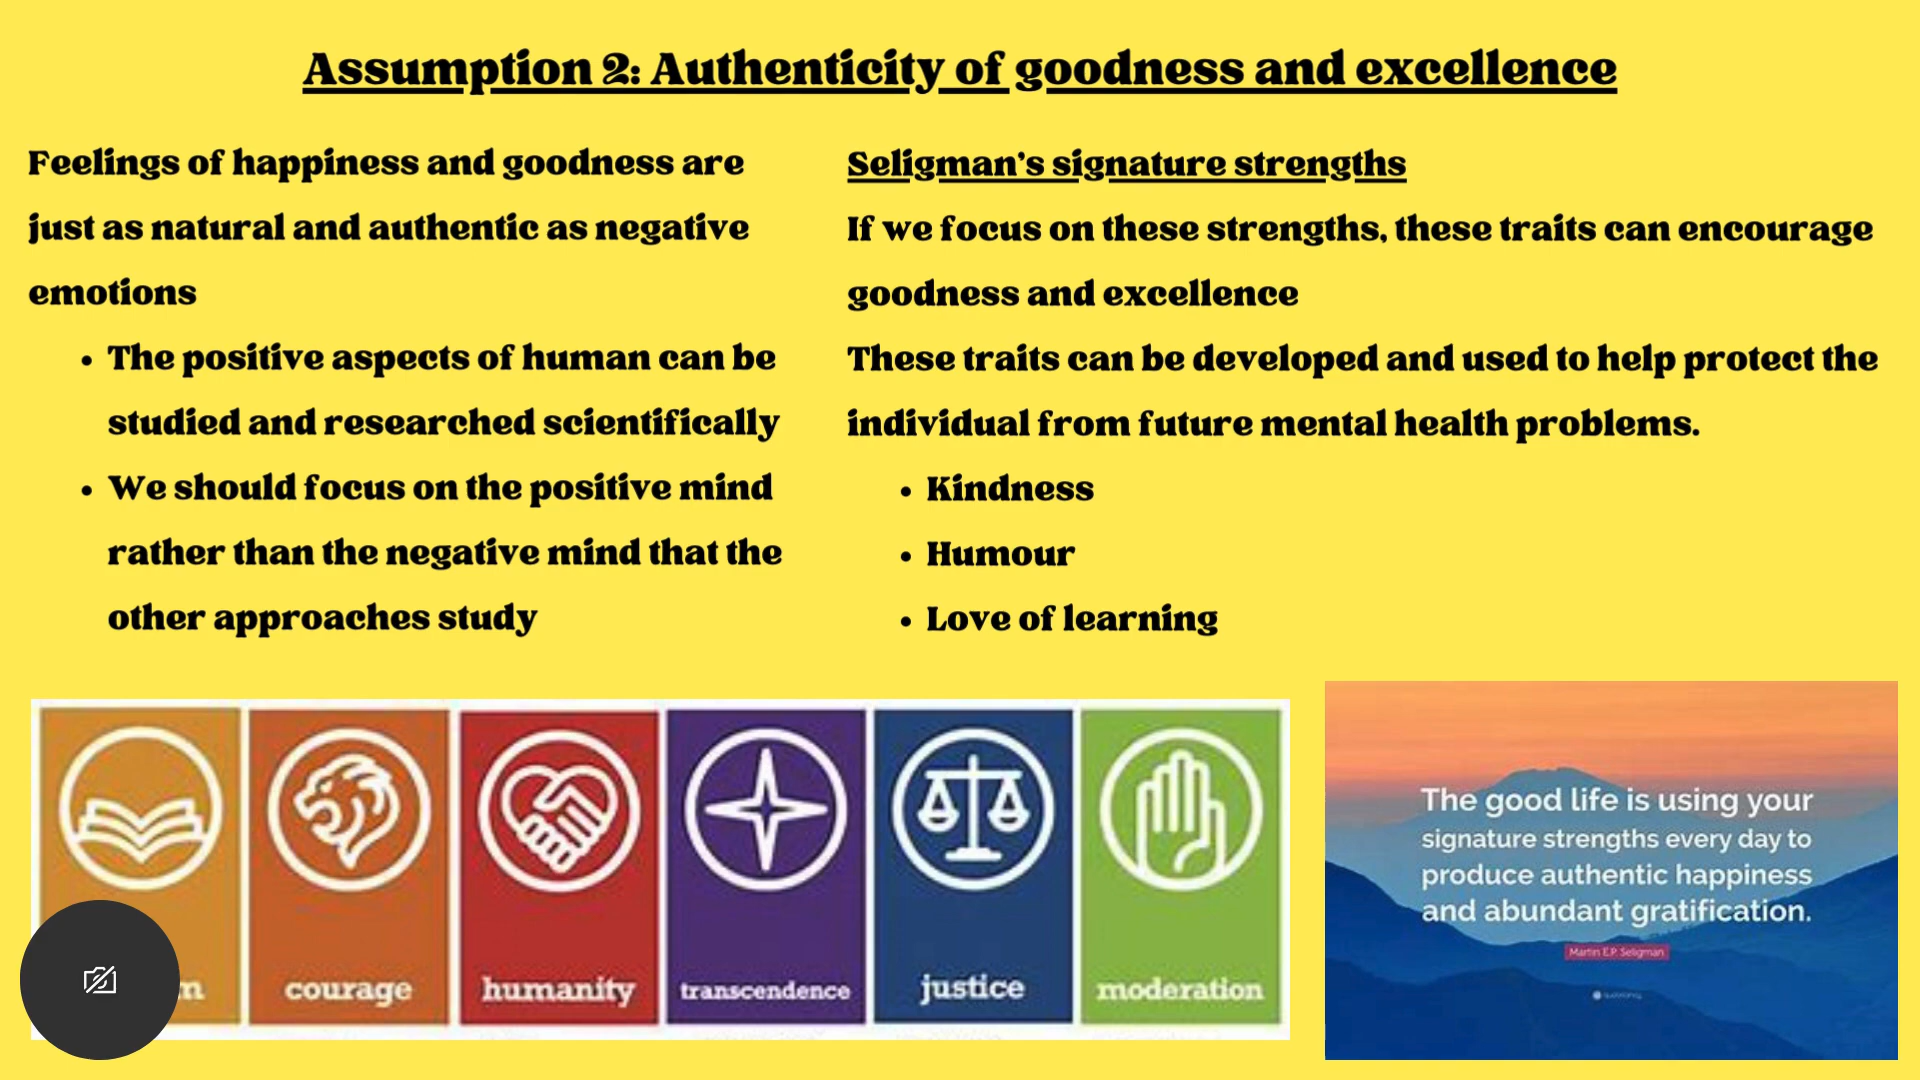 Assumption 2: Authenticity of goodness and excellence
Feelings of happiness and goodness are
just as natural and authentic as negative
emotions
• The positive aspects of human can be
studied and researched scientifically
• We should focus on the positive mind
rather than the negative mind that the
other approaches study
Seligman's signature strengths
If we focus on these strengths, these traits can encourage
goodness and excellence
These traits can be developed and used to help protect the
individual from future mental health problems.
• Kindness
• Humour
• Love of learning
courage
humanity
transcendence
justice
moderation
The good life is using your
signature strengths every day to
produce authentic happiness
and abundant gratification.
Martin E.P. Seligman